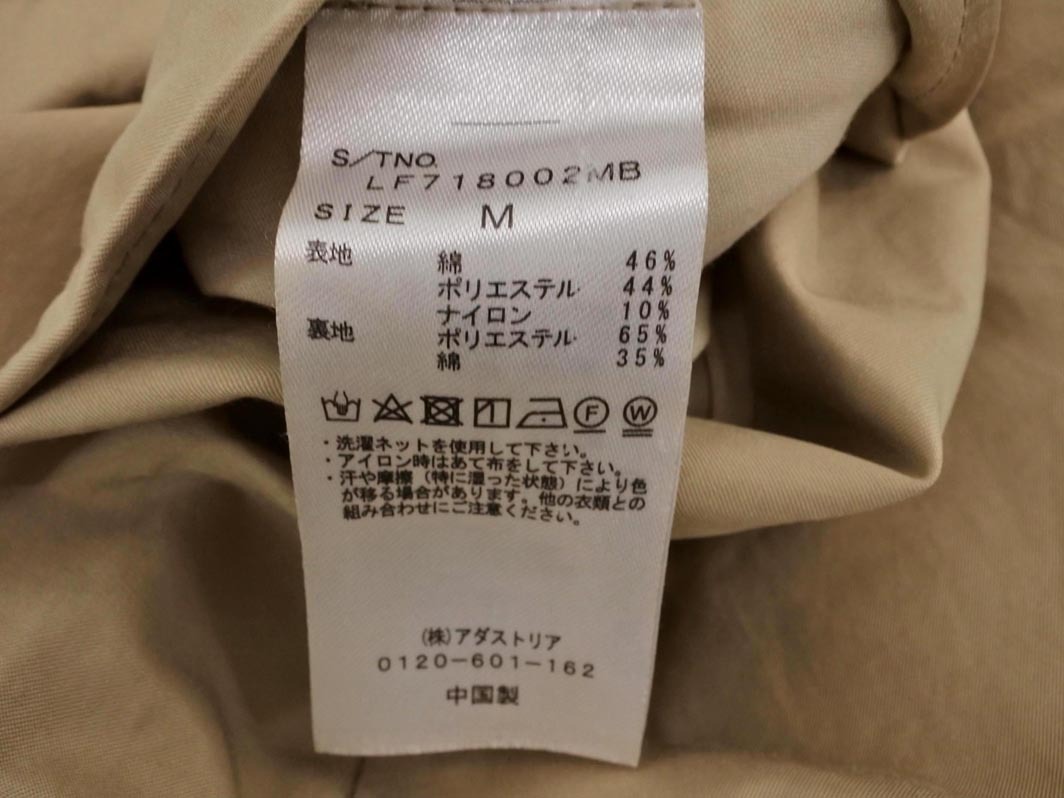 S/TNO.
LF718002MB
SIZE M
表地 綿 46%
ポリエステル 44%
ナイロン 10%
裏地 ポリエステル 65%
綿 35%
F W
・洗濯ネットを使用して下さい。
・アイロン時はあて布をして下さい。
・汗や摩擦(特に湿った状態)により色
が移る場合があります。他の衣類との
組み合わせにご注意ください。
(株)アダストリア
0120-601-162
中国製